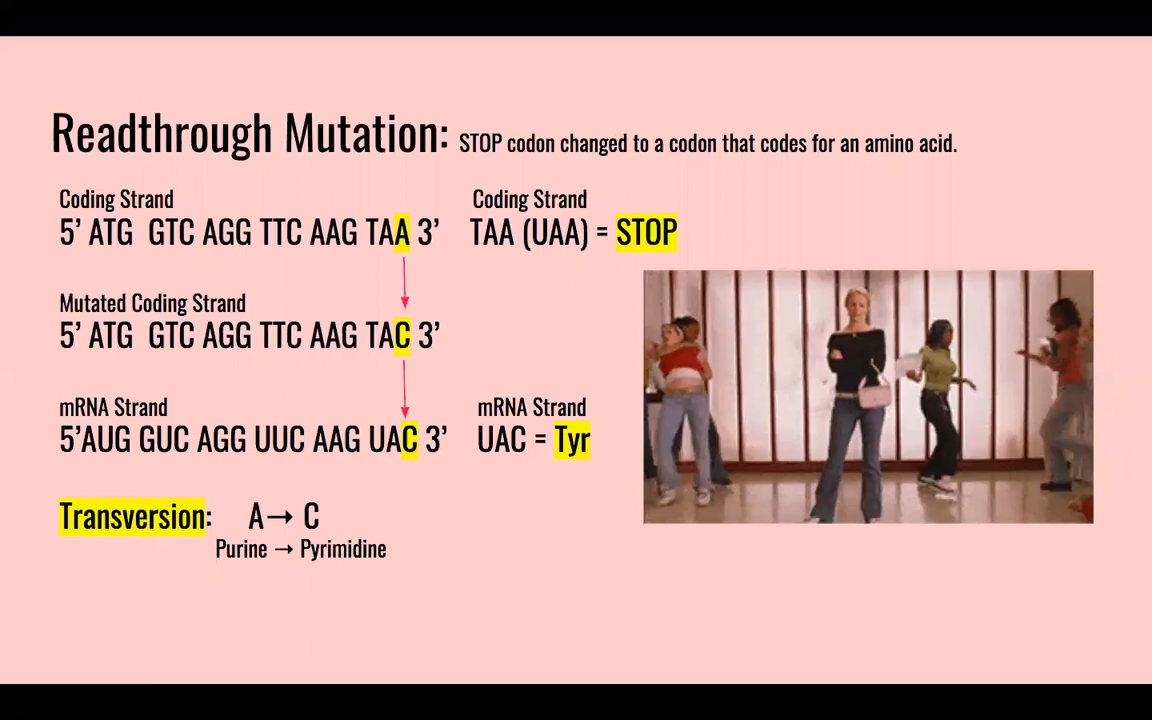 Readthrough Mutation: STOP codon changed to a codon that codes for an amino acid.
Coding Strand
5’ ATG  GTC AGG TTC AAG TAA 3’
Coding Strand
TAA (UAA) = STOP
Mutated Coding Strand
5’ ATG  GTC AGG TTC AAG TAC 3’
mRNA Strand
5’AUG GUC AGG UUC AAG UAC 3’
mRNA Strand
UAC = Tyr
Transversion: A→ C
Purine → Pyrimidine